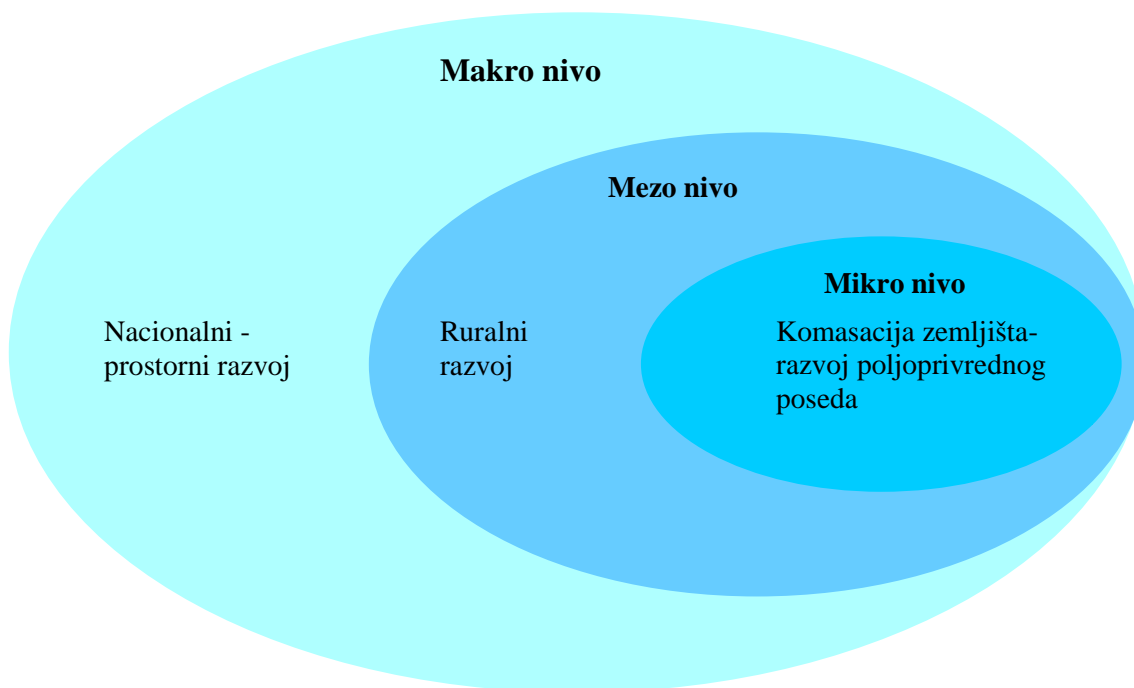 Makro nivo
Mezo nivo
Mikro nivo
Nacionalni -
prostorni razvoj
Ruralni
razvoj
Komasacija zemljišta-
razvoj poljoprivrednog
poseda